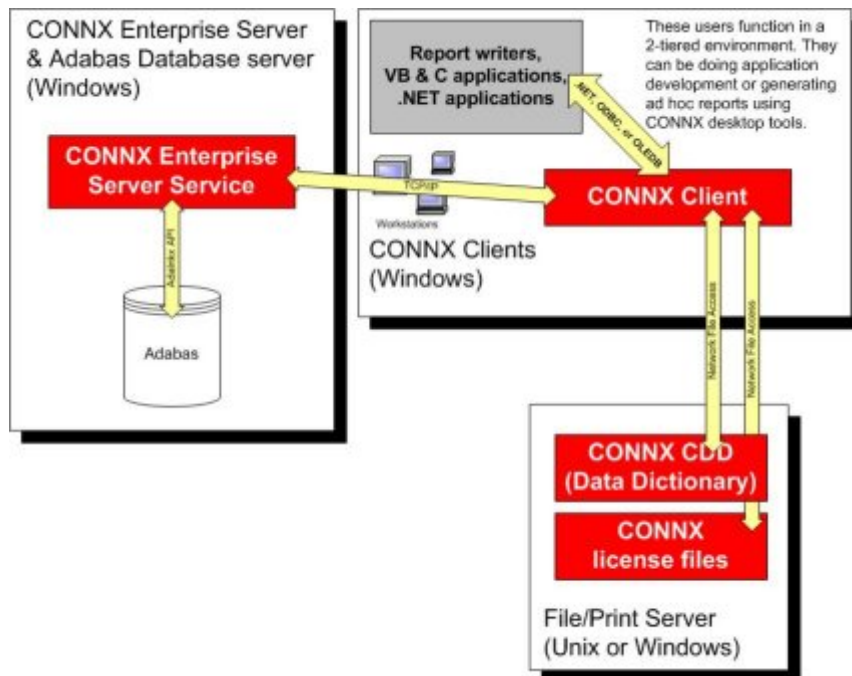 CONNX Enterprise Server
& Adabas Database server
(Windows)
CONNX Enterprise
Server Service
Adalnkx API
Adabas
Report writers,
VB & C applications,
.NET applications
These users function in a
2-tiered environment. They
can be doing application
development or generating
ad hoc reports using
CONNX desktop tools.
.NET, ODBC, or OLEDB
TCP/IP
Workstations
CONNX Client
CONNX Clients
(Windows)
Network File Access
Network File Access
CONNX CDD
(Data Dictionary)
CONNX
license files
File/Print Server
(Unix or Windows)